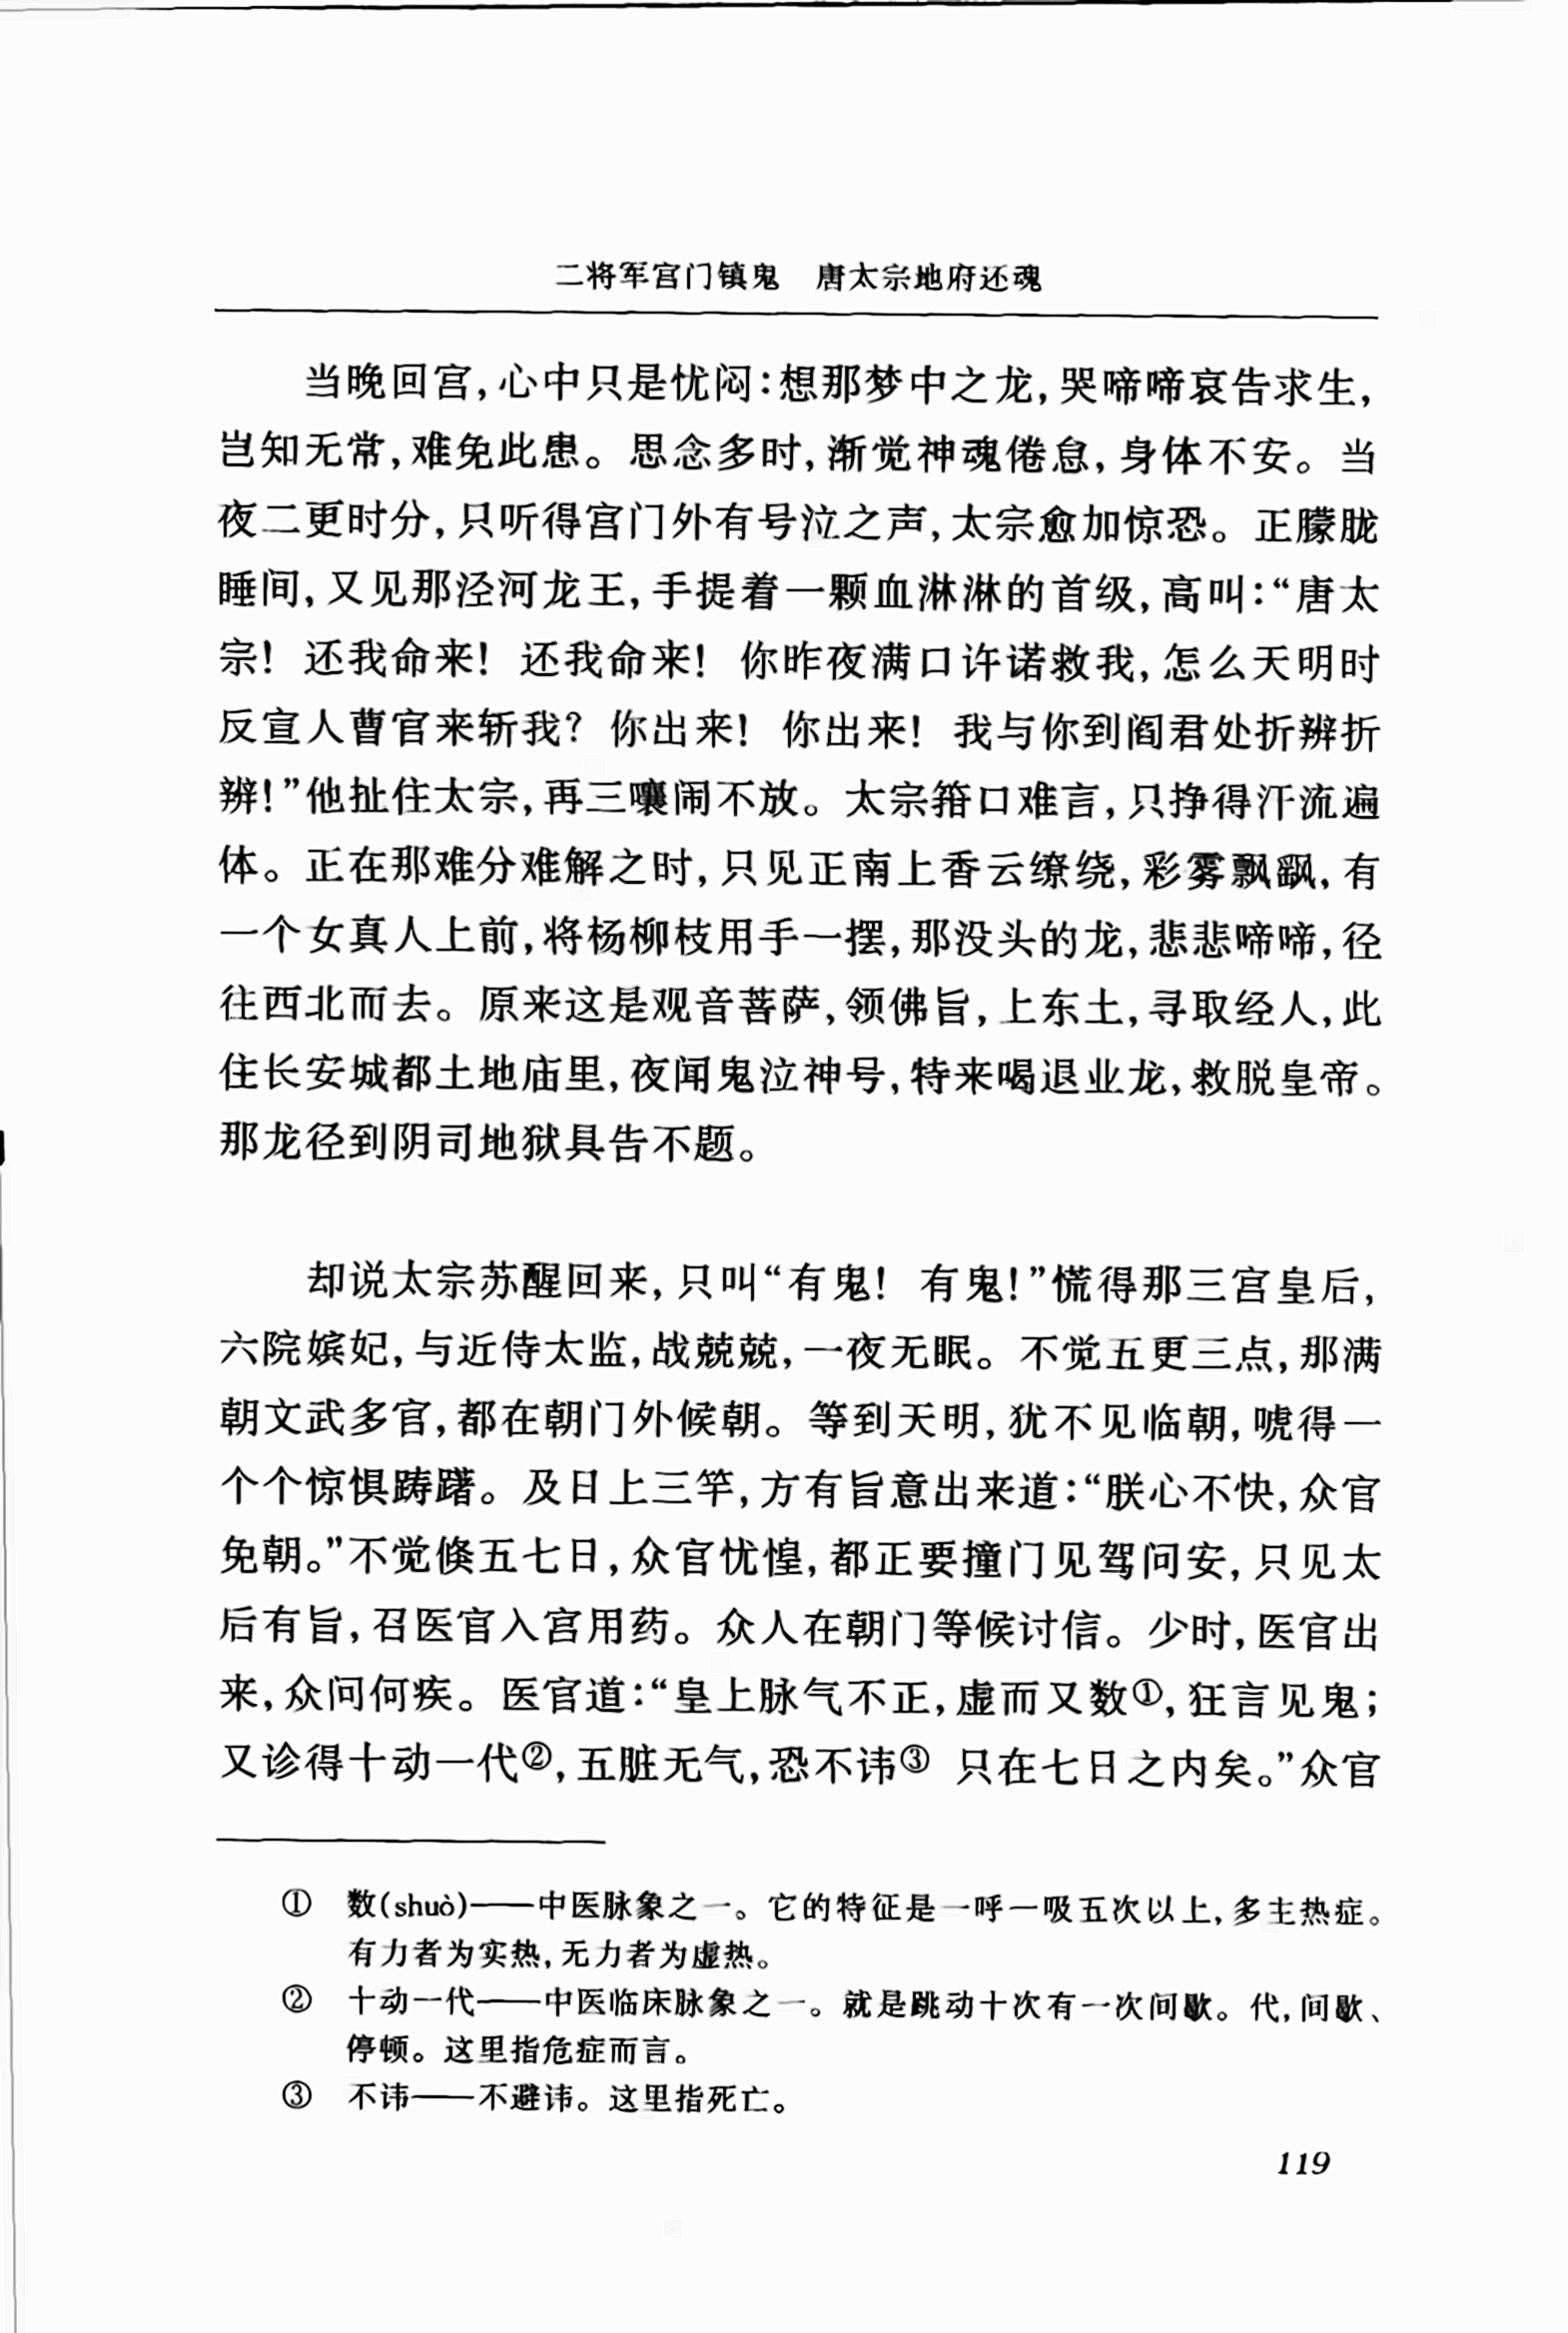 二将军宫门镇鬼　唐太宗地府还魂
当晚回宫,心中只是忧闷:想那梦中之龙,哭啼啼哀告求生,
岂知无常,难免此患。思念多时,渐觉神魂倦怠,身体不安。当
夜二更时分,只听得宫门外有号泣之声,太宗愈加惊恐。正朦胧
睡间,又见那泾河龙王,手提着一颗血淋淋的首级,高叫:“唐太
宗! 还我命来! 还我命来! 你昨夜满口许诺救我,怎么天明时
反宣人曹官来斩我? 你出来! 你出来! 我与你到阎君处折辨折
辨!”他扯住太宗,再三嚷闹不放。太宗箝口难言,只挣得汗流遍
体。正在那难分难解之时,只见正南上香云缭绕,彩雾飘飖,有
一个女真人上前,将杨柳枝用手一摆,那没头的龙,悲悲啼啼,径
往西北而去。原来这是观音菩萨,领佛旨,上东土,寻取经人,此
住长安城都土地庙里,夜闻鬼泣神号,特来喝退业龙,救脱皇帝。
那龙径到阴司地狱具告不题。
却说太宗苏醒回来,只叫“有鬼! 有鬼!”慌得那三宫皇后,
六院嫔妃,与近侍太监,战兢兢,一夜无眠。不觉五更三点,那满
朝文武多官,都在朝门外候朝。等到天明,犹不见临朝,唬得一
个个惊惧踌躇。及日上三竿,方有旨意出来道:“朕心不快,众官
免朝。”不觉倏五七日,众官忧惶,都正要撞门见驾问安,只见太
后有旨,召医官入宫用药。众人在朝门等候讨信。少时,医官出
来,众问何疾。医官道:“皇上脉气不正,虚而又数①,狂言见鬼;
又诊得十动一代②,五脏无气,恐不讳③ 只在七日之内矣。”众官
① 数(shuò)——中医脉象之一。它的特征是一呼一吸五次以上,多主热症。
有力者为实热,无力者为虚热。
② 十动一代——中医临床脉象之一。就是跳动十次有一次间歇。代,间歇、
停顿。这里指危症而言。
③ 不讳——不避讳。这里指死亡。
119